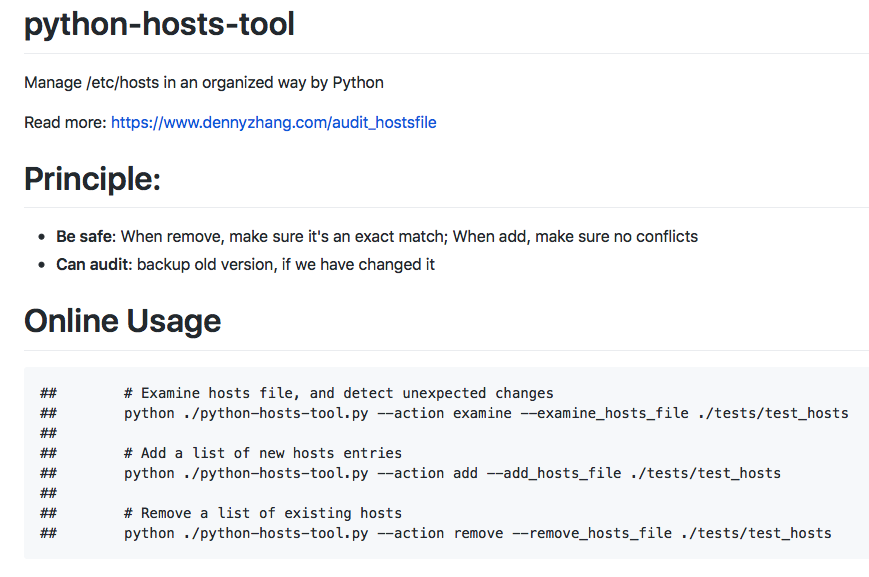 python-hosts-tool
Manage /etc/hosts in an organized way by Python
Read more: https://www.dennyzhang.com/audit_hostsfile
Principle:
• Be safe: When remove, make sure it's an exact match; When add, make sure no conflicts
• Can audit: backup old version, if we have changed it
Online Usage
##        # Examine hosts file, and detect unexpected changes
##        python ./python-hosts-tool.py --action examine --examine_hosts_file ./tests/test_hosts
##
##        # Add a list of new hosts entries
##        python ./python-hosts-tool.py --action add --add_hosts_file ./tests/test_hosts
##
##        # Remove a list of existing hosts
##        python ./python-hosts-tool.py --action remove --remove_hosts_file ./tests/test_hosts